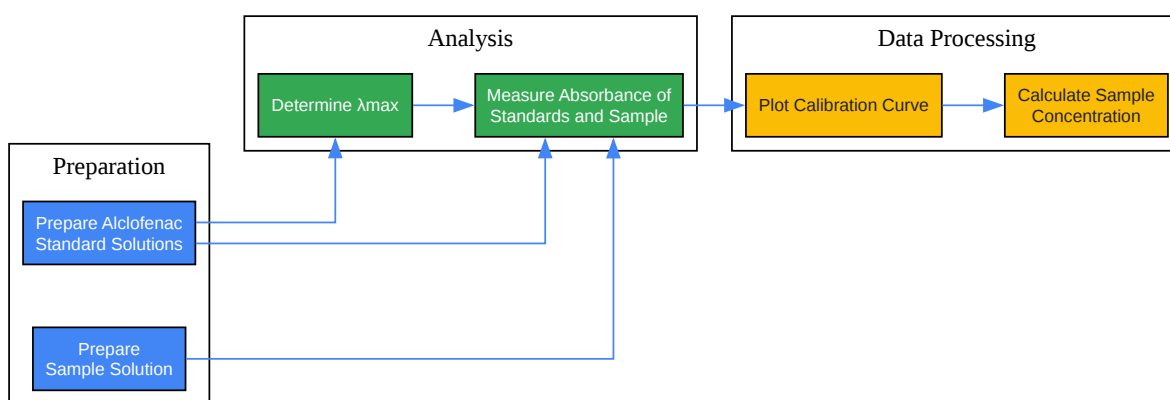 Analysis
Determine λmax
Measure Absorbance of
Standards and Sample
Data Processing
Plot Calibration Curve
Calculate Sample
Concentration
Preparation
Prepare Alclofenac
Standard Solutions
Prepare
Sample Solution